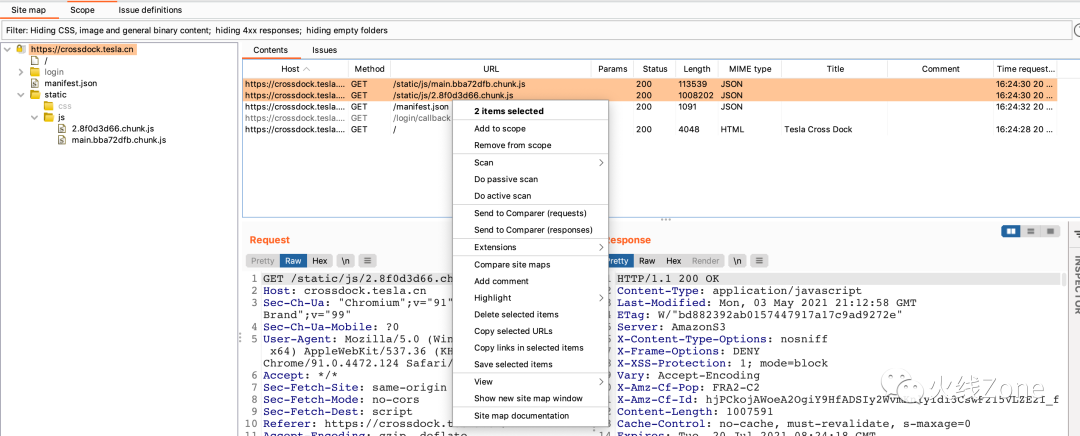 Site map
Scope
Issue definitions
Filter: Hiding CSS, image and general binary content; hiding 4xx responses; hiding empty folders
https://crossdock.tesla.cn
/
login
manifest.json
static
css
js
2.8f0d3d66.chunk.js
main.bba72dfb.chunk.js
Contents
Issues
Host Method URL Params Status Length MIME type Title Comment Time request...
https://crossdock.tesla.... GET /static/js/main.bba72dfb.chunk.js 200 113539 JSON 16:24:30 20 ...
https://crossdock.tesla.... GET /static/js/2.8f0d3d66.chunk.js 200 1008202 JSON 16:24:30 20 ...
https://crossdock.tesla.... GET /manifest.json 200 1091 JSON 16:24:32 20 ...
https://crossdock.tesla.... GET /login/callback
https://crossdock.tesla.... GET / 200 4048 HTML Tesla Cross Dock 16:24:28 20 ...
2 items selected
Add to scope
Remove from scope
Scan
Do passive scan
Do active scan
Send to Comparer (requests)
Send to Comparer (responses)
Extensions
Compare site maps
Add comment
Highlight
Delete selected items
Copy selected URLs
Copy links in selected items
Save selected items
View
Show new site map window
Site map documentation
Request
Pretty Raw Hex \n
1 GET /static/js/2.8f0d3d66.ch
2 Host: crossdock.tesla.cn
3 Sec-Ch-Ua: "Chromium";v="91"
Brand";v="99"
4 Sec-Ch-Ua-Mobile: ?0
5 User-Agent: Mozilla/5.0 (Win
x64) AppleWebKit/537.36 (KH
Chrome/91.0.4472.124 Safari/
6 Accept: */*
7 Sec-Fetch-Site: same-origin
8 Sec-Fetch-Mode: no-cors
9 Sec-Fetch-Dest: script
10 Referer: https://crossdock.t
11 Accept-Encoding: gzip, deflate
Response
Pretty Raw Hex Render \n
1 HTTP/1.1 200 OK
Content-Type: application/javascript
Last-Modified: Mon, 03 May 2021 21:12:58 GMT
ETag: W/"bd882392ab0157447917a17c9ad9272e"
Server: AmazonS3
X-Content-Type-Options: nosniff
X-Frame-Options: DENY
X-XSS-Protection: 1; mode=block
Vary: Accept-Encoding
X-Amz-Cf-Pop: FRA2-C2
X-Amz-Cf-Id:
Content-Length: 1007591
Cache-Control: no-cache, must-revalidate, s-maxage=0
Expires: Tue, 20 Jul 2021 08:24:18 GMT
INSPECTOR
火线Zone